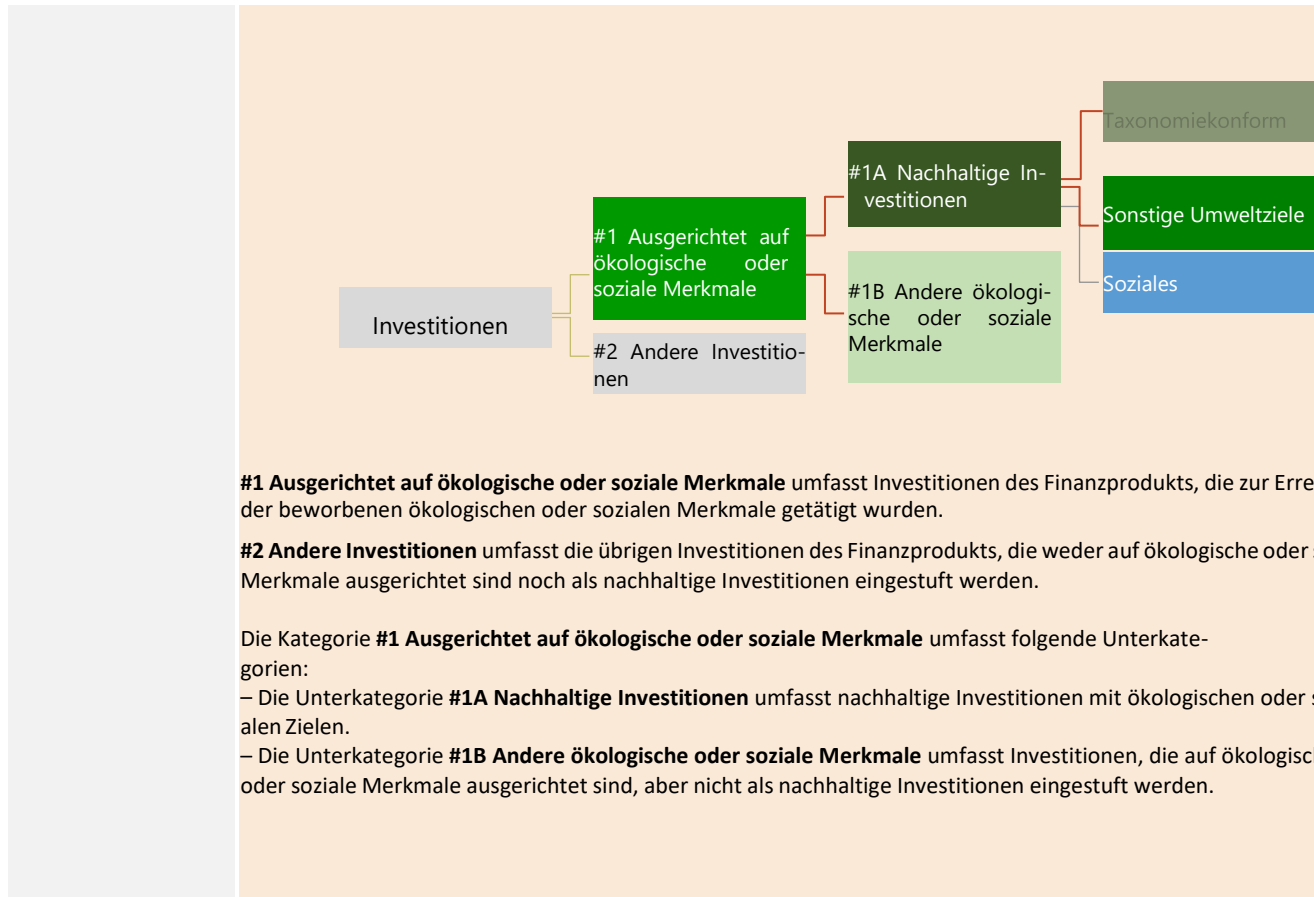 Taxonomiekonform
#1A Nachhaltige In-
vestitionen
Sonstige Umweltziele
#1 Ausgerichtet auf
ökologische oder
soziale Merkmale
Soziales
#1B Andere ökologi-
sche oder soziale
Merkmale
Investitionen
#2 Andere Investitio-
nen
#1 Ausgerichtet auf ökologische oder soziale Merkmale umfasst Investitionen des Finanzprodukts, die zur Erre
der beworbenen ökologischen oder sozialen Merkmale getätigt wurden.
#2 Andere Investitionen umfasst die übrigen Investitionen des Finanzprodukts, die weder auf ökologische oder s
Merkmale ausgerichtet sind noch als nachhaltige Investitionen eingestuft werden.
Die Kategorie #1 Ausgerichtet auf ökologische oder soziale Merkmale umfasst folgende Unterkate-
gorien:
– Die Unterkategorie #1A Nachhaltige Investitionen umfasst nachhaltige Investitionen mit ökologischen oder s
alen Zielen.
– Die Unterkategorie #1B Andere ökologische oder soziale Merkmale umfasst Investitionen, die auf ökologisch
oder soziale Merkmale ausgerichtet sind, aber nicht als nachhaltige Investitionen eingestuft werden.